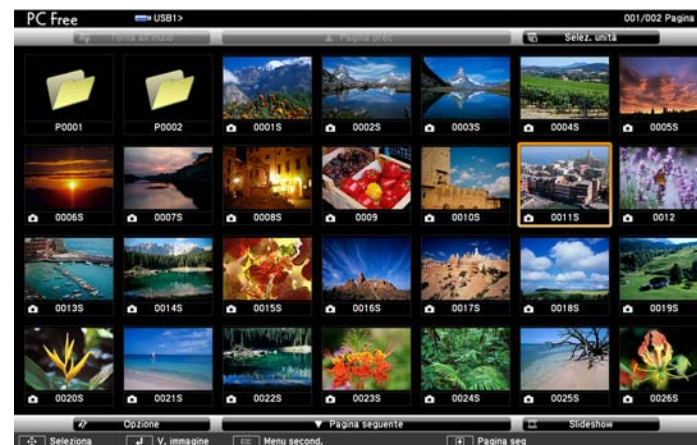 PC Free USB1> 001/002 Pagina
Torna all'inizio ▲ Pagina prec Selez. unità
P0001 P0002 0001S 0002S 0003S 0004S 0005S
0006S 0007S 0008S 0009 0010S 0011S 0012
0013S 0014S 0015S 0016S 0017S 0018S 0019S
0020S 0021S 0022S 0023S 0024S 0025S 0026S
Opzione ▼ Pagina seguente Slideshow
Seleziona V. immagine ESC Menu second. Pagina seg